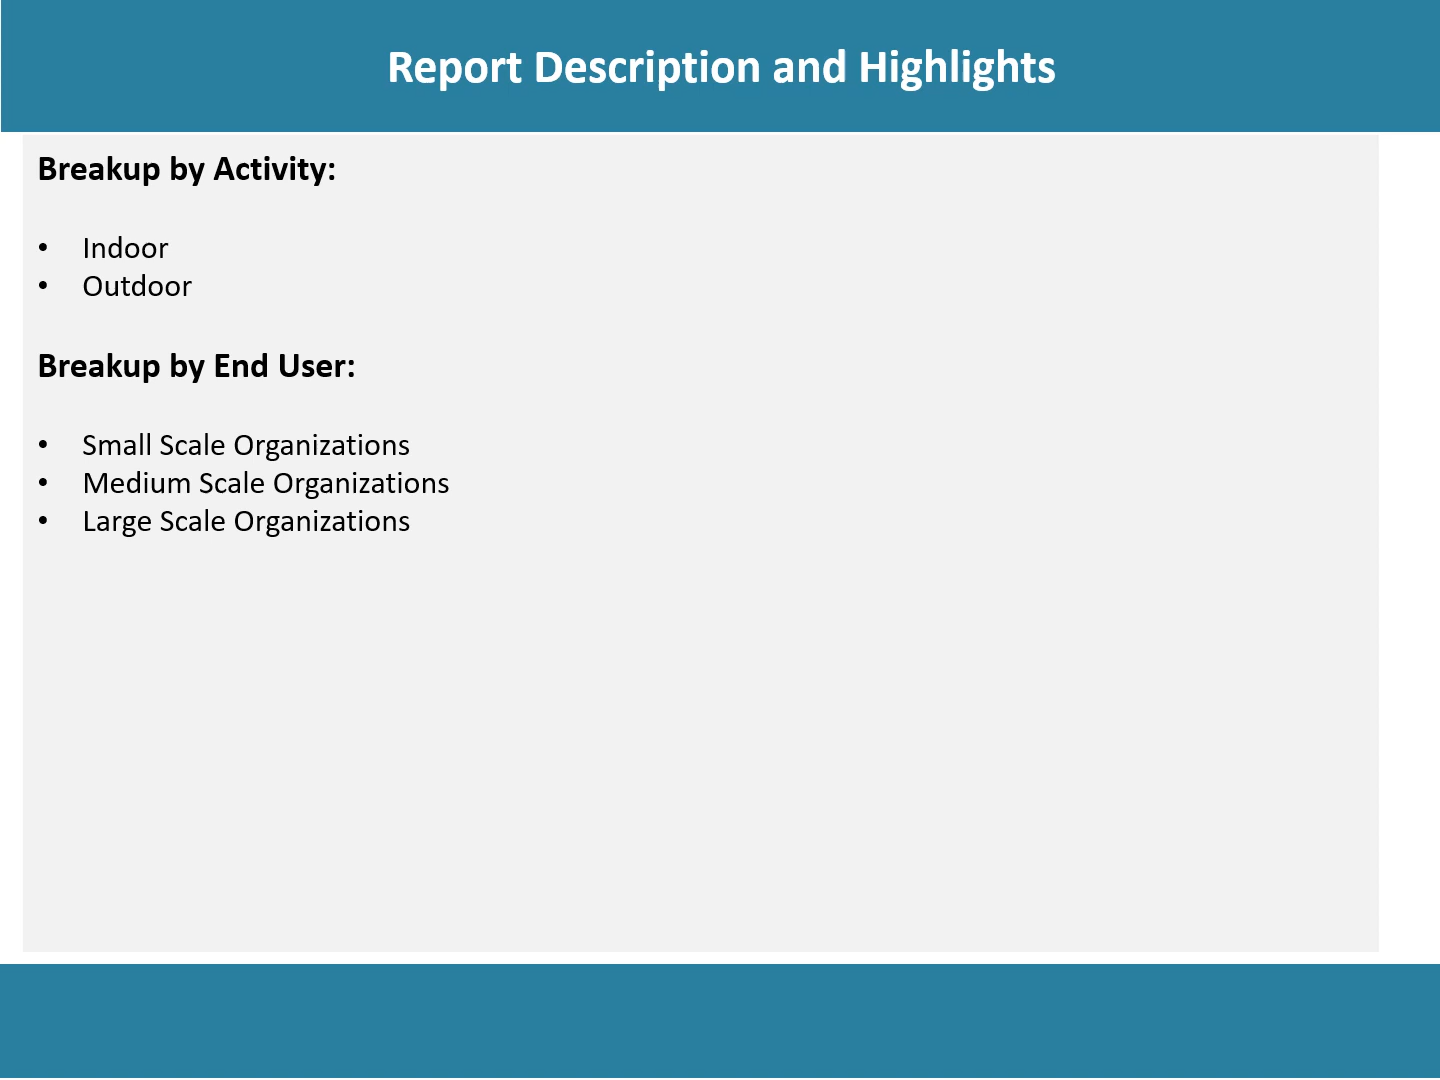 Report Description and Highlights
Breakup by Activity:
• Indoor
• Outdoor
Breakup by End User:
• Small Scale Organizations
• Medium Scale Organizations
• Large Scale Organizations